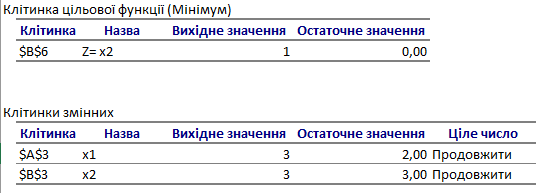 Клітинка цільової функції (Мінімум)
Клітинка Назва Вихідне значення Остаточне значення
$B$6 Z= x2 1 0,00
Клітинки змінних
Клітинка Назва Вихідне значення Остаточне значення Ціле число
$A$3 x1 3 2,00 Продовжити
$B$3 x2 3 3,00 Продовжити